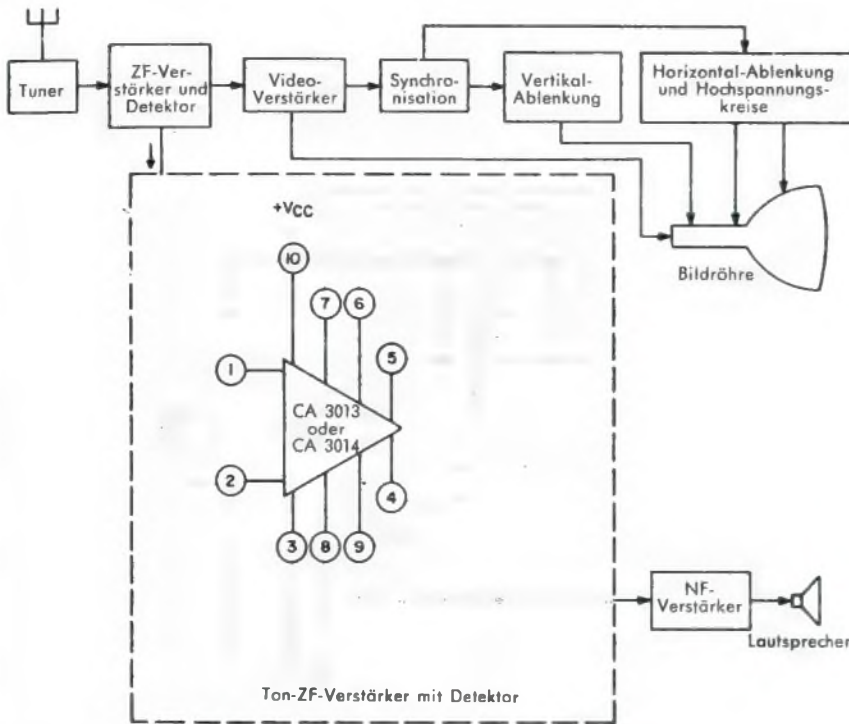 Tuner
ZF-Ver-
stärker und
Detektor
Video-
Verstärker
Synchro-
nisation
Vertikal-
Ablenkung
Horizontal-Ablenkung
und Hochspannungs-
kreise
Bildröhre
+VCC
10
7
6
5
1
CA 3013
oder
CA 3014
2
4
3
8
9
NF-
Verstärker
Lautsprecher
Ton-ZF-Verstärker mit Detektor